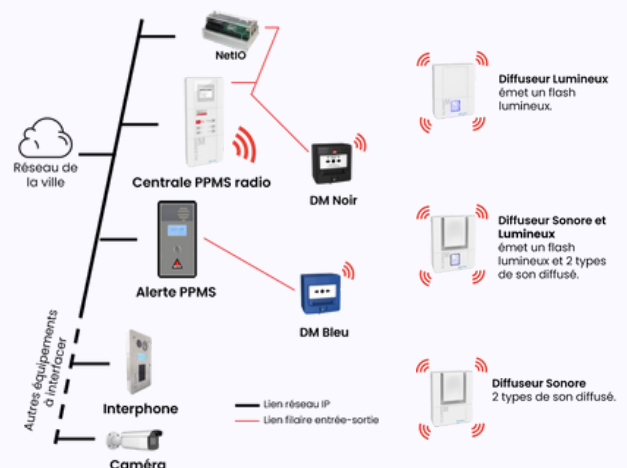 NetIO
Réseau de
la ville
Centrale PPMS radio
DM Noir
Alerte PPMS
DM Bleu
Autres équipements
à interfacer
Interphone
Lien réseau IP
Lien filaire entrée-sortie
Caméra
Diffuseur Lumineux
émet un flash
lumineux.
Diffuseur Sonore et
Lumineux
émet un flash
lumineux et 2 types
de son diffusé.
Diffuseur Sonore
2 types de son diffusé.